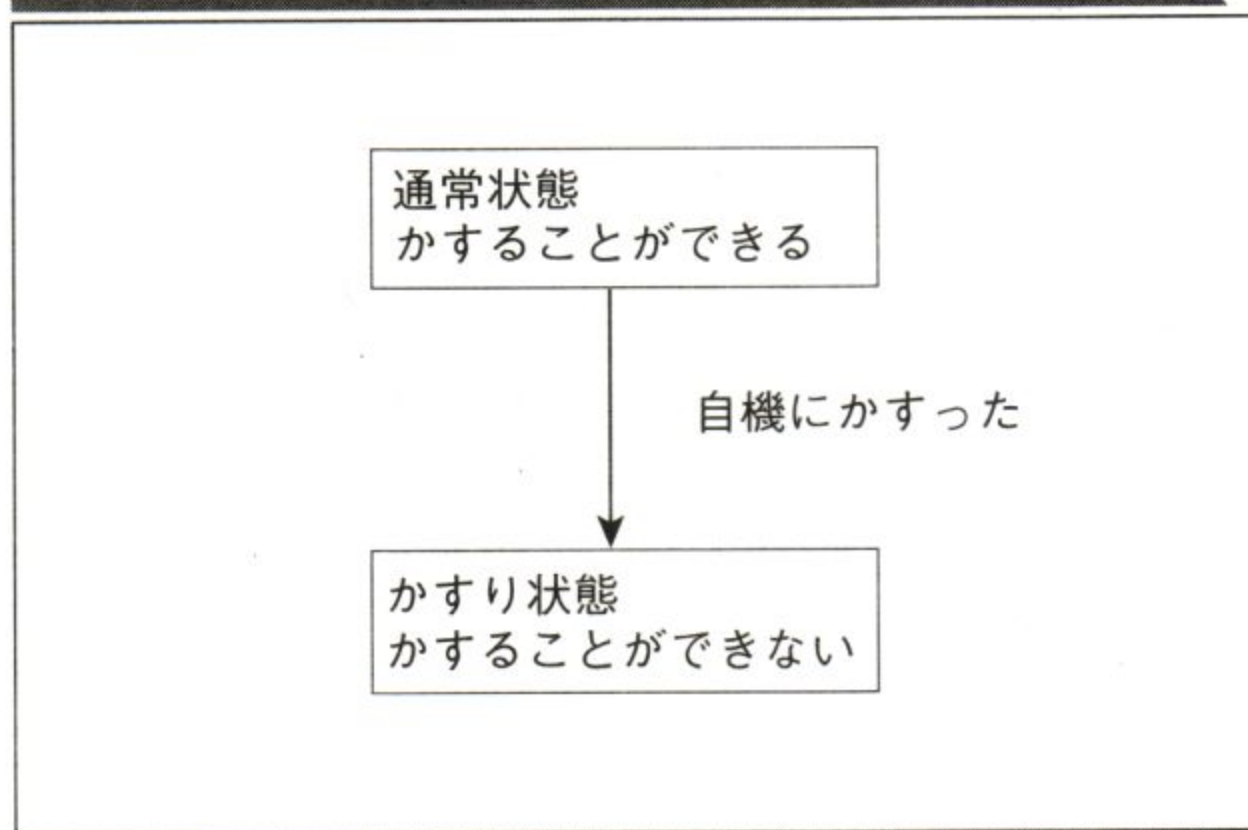 通常状態
かすることができる
自機にかすった
かすり状態
かすることができない